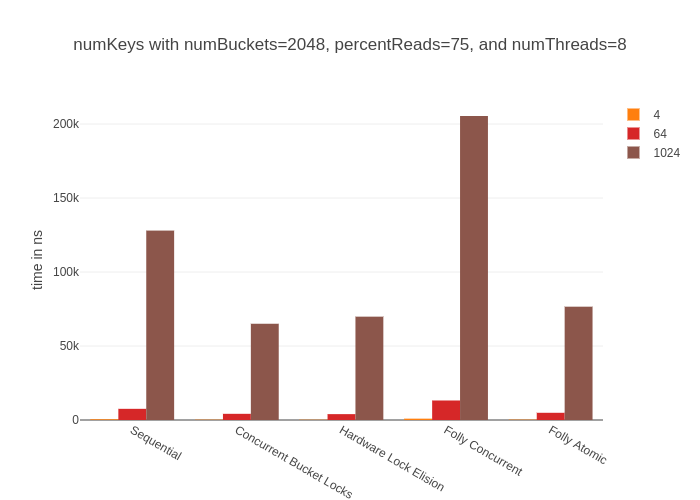 numKeys with numBuckets=2048, percentReads=75, and numThreads=8
4
64
1024
200k
150k
100k
50k
0
time in ns
Sequential
Concurrent Bucket Locks
Hardware Lock Elision
Folly Concurrent
Folly Atomic